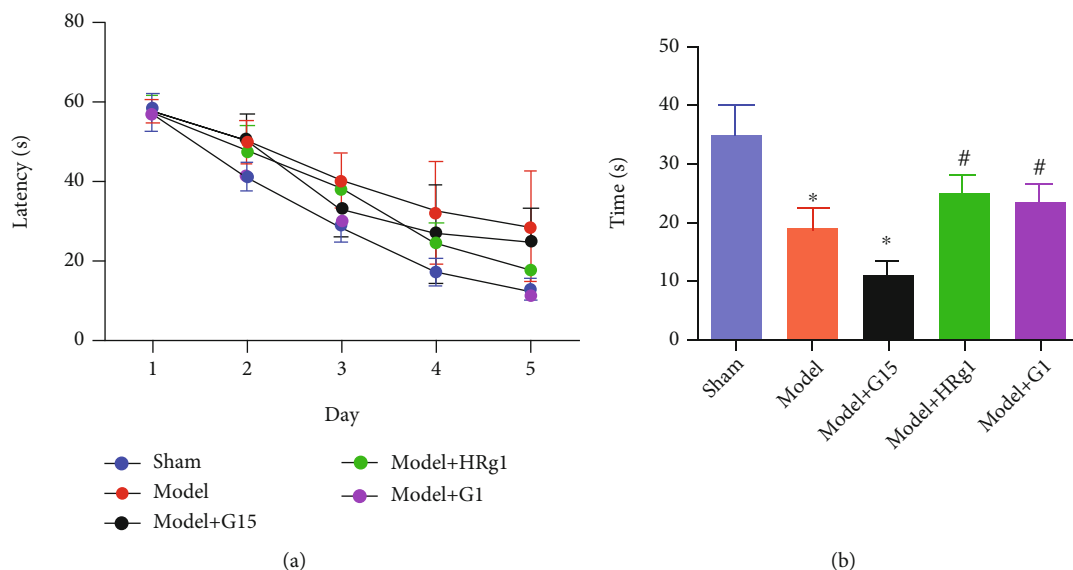 80
60
40
20
0
Latency (s)
1 2 3 4 5
Day
Sham
Model
Model+G15
Model+HRg1
Model+G1
(a)
50
40
30
20
10
0
Time (s)
*
*
#
#
Sham
Model
Model+G15
Model+HRg1
Model+G1
(b)